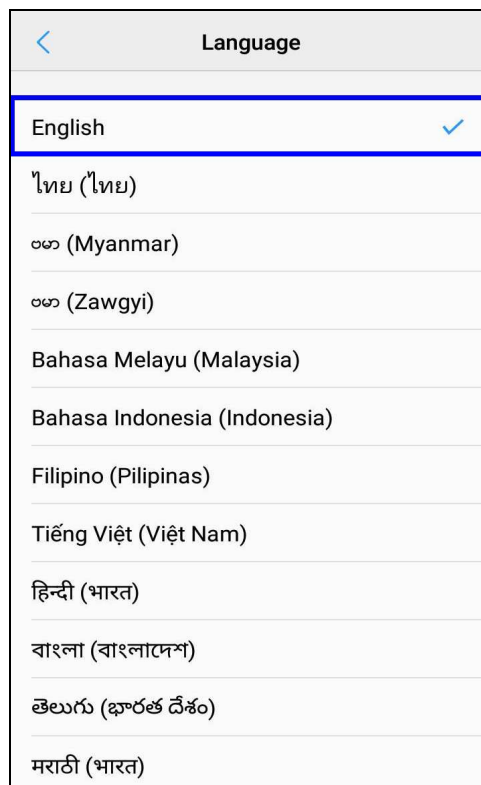 Language
English
ไทย (ไทย)
ဗမာ (Myanmar)
ဗမာ (Zawgyi)
Bahasa Melayu (Malaysia)
Bahasa Indonesia (Indonesia)
Filipino (Pilipinas)
Tiếng Việt (Việt Nam)
हिन्दी (भारत)
বাংলা (বাংলাদেশ)
తెలుగు (భారత దేశం)
मराठी (भारत)